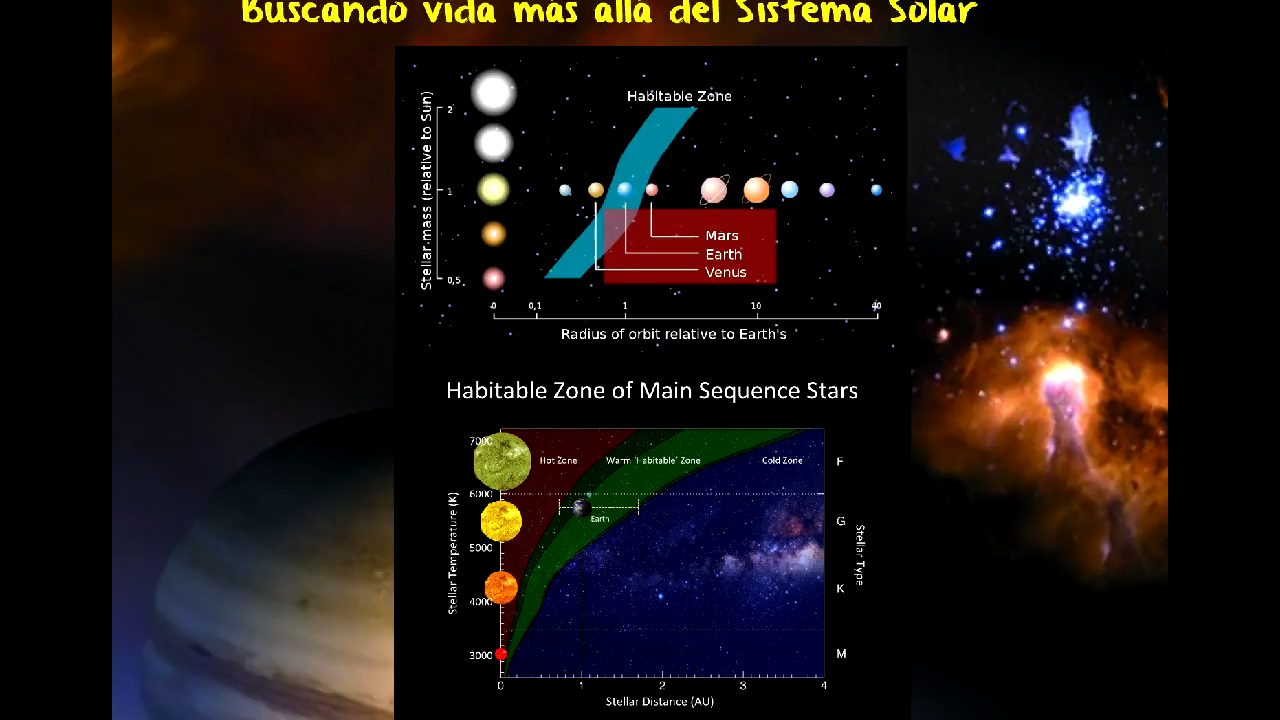 Buscando vida más allá del Sistema Solar
Habitable Zone
Stellar mass (relative to Sun)
2
1
0,5
Mars
Earth
Venus
0 0,1 1 10 40
Radius of orbit relative to Earth's
Habitable Zone of Main Sequence Stars
7000
6000
5000
4000
3000
Stellar Temperature (K)
Hot Zone Warm 'Habitable' Zone Cold Zone
Earth
F
G
K
M
Stellar Type
0 1 2 3 4
Stellar Distance (AU)